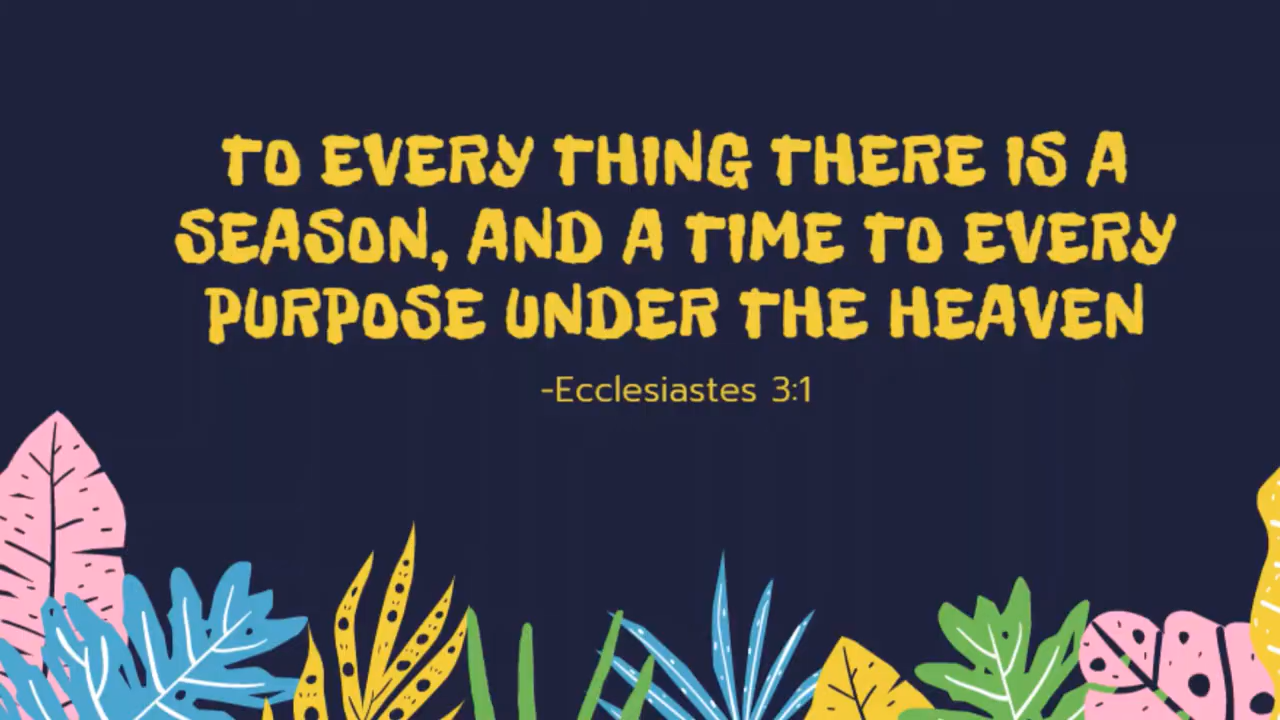 TO EVERY THING THERE IS A
SEASON, AND A TIME TO EVERY
PURPOSE UNDER THE HEAVEN
-Ecclesiastes 3:1